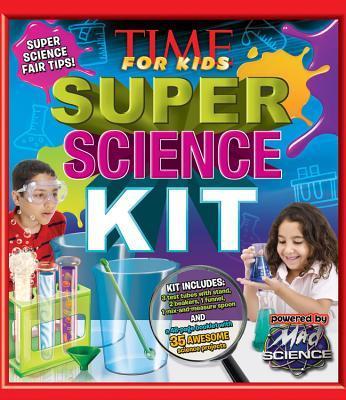 SUPER
SCIENCE
FAIR TIPS!
TIME
FOR KIDS
SUPER
SCIENCE
KIT
KIT INCLUDES:
3 test tubes with stand,
2 beakers, 1 funnel,
1 mix-and-measure spoon
AND
a 48-page booklet with
35 AWESOME
science projects
powered by
Mad
SCIENCE